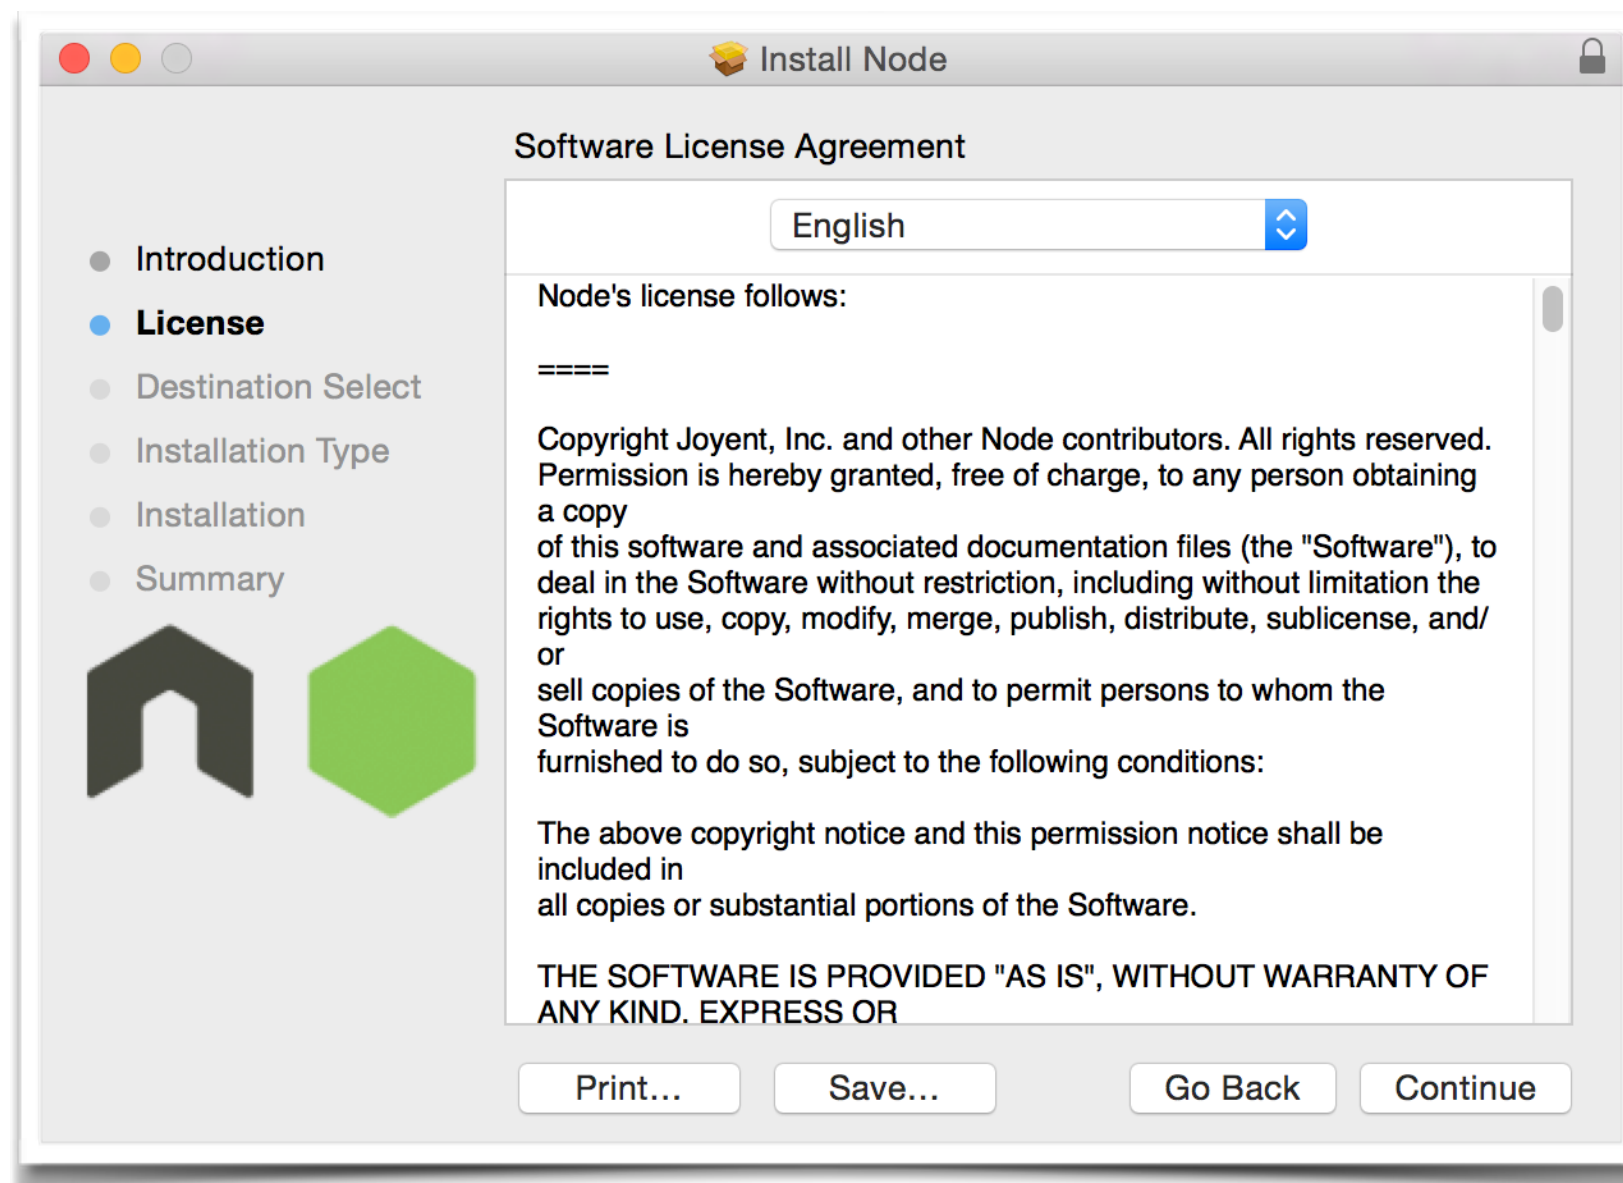 Install Node
Software License Agreement
Introduction
License
Destination Select
Installation Type
Installation
Summary
English
Node's license follows:
====
Copyright Joyent, Inc. and other Node contributors. All rights reserved.
Permission is hereby granted, free of charge, to any person obtaining
a copy
of this software and associated documentation files (the "Software"), to
deal in the Software without restriction, including without limitation the
rights to use, copy, modify, merge, publish, distribute, sublicense, and/
or
sell copies of the Software, and to permit persons to whom the
Software is
furnished to do so, subject to the following conditions:
The above copyright notice and this permission notice shall be
included in
all copies or substantial portions of the Software.
THE SOFTWARE IS PROVIDED "AS IS", WITHOUT WARRANTY OF
ANY KIND, EXPRESS OR
Print...
Save...
Go Back
Continue